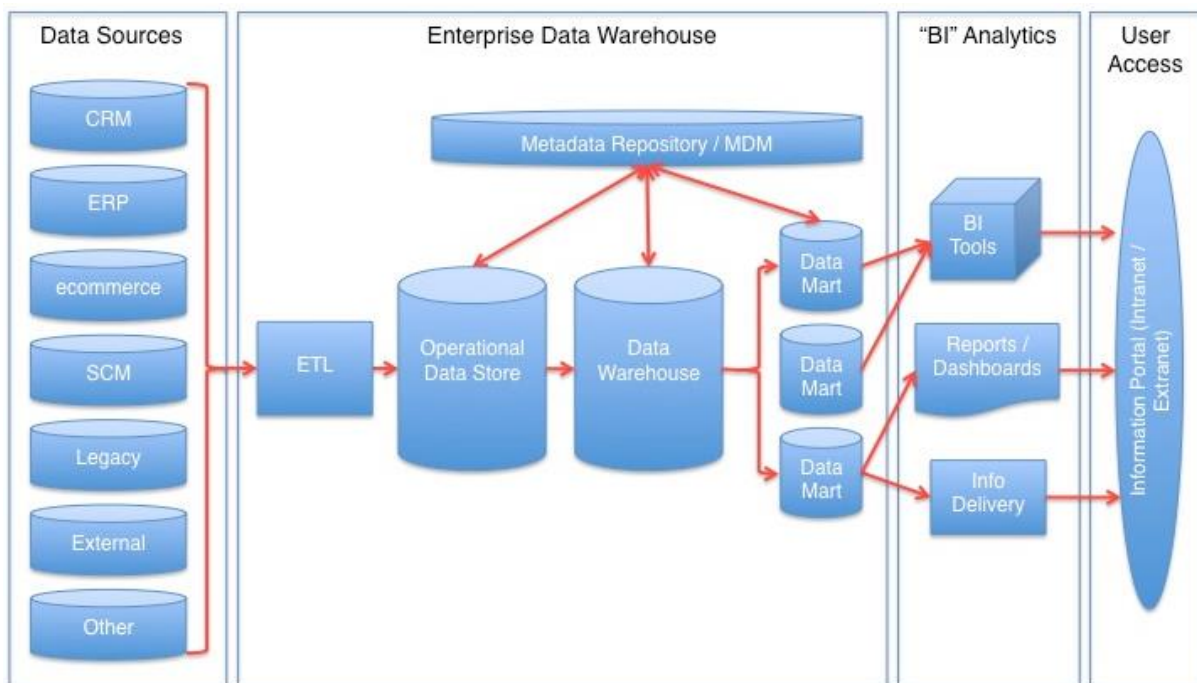 Data Sources
CRM
ERP
ecommerce
SCM
Legacy
External
Other
Enterprise Data Warehouse
Metadata Repository / MDM
ETL
Operational
Data Store
Data
Warehouse
Data
Mart
Data
Mart
Data
Mart
“BI” Analytics
BI
Tools
Reports /
Dashboards
Info
Delivery
User
Access
Information Portal (Intranet /
Extranet)